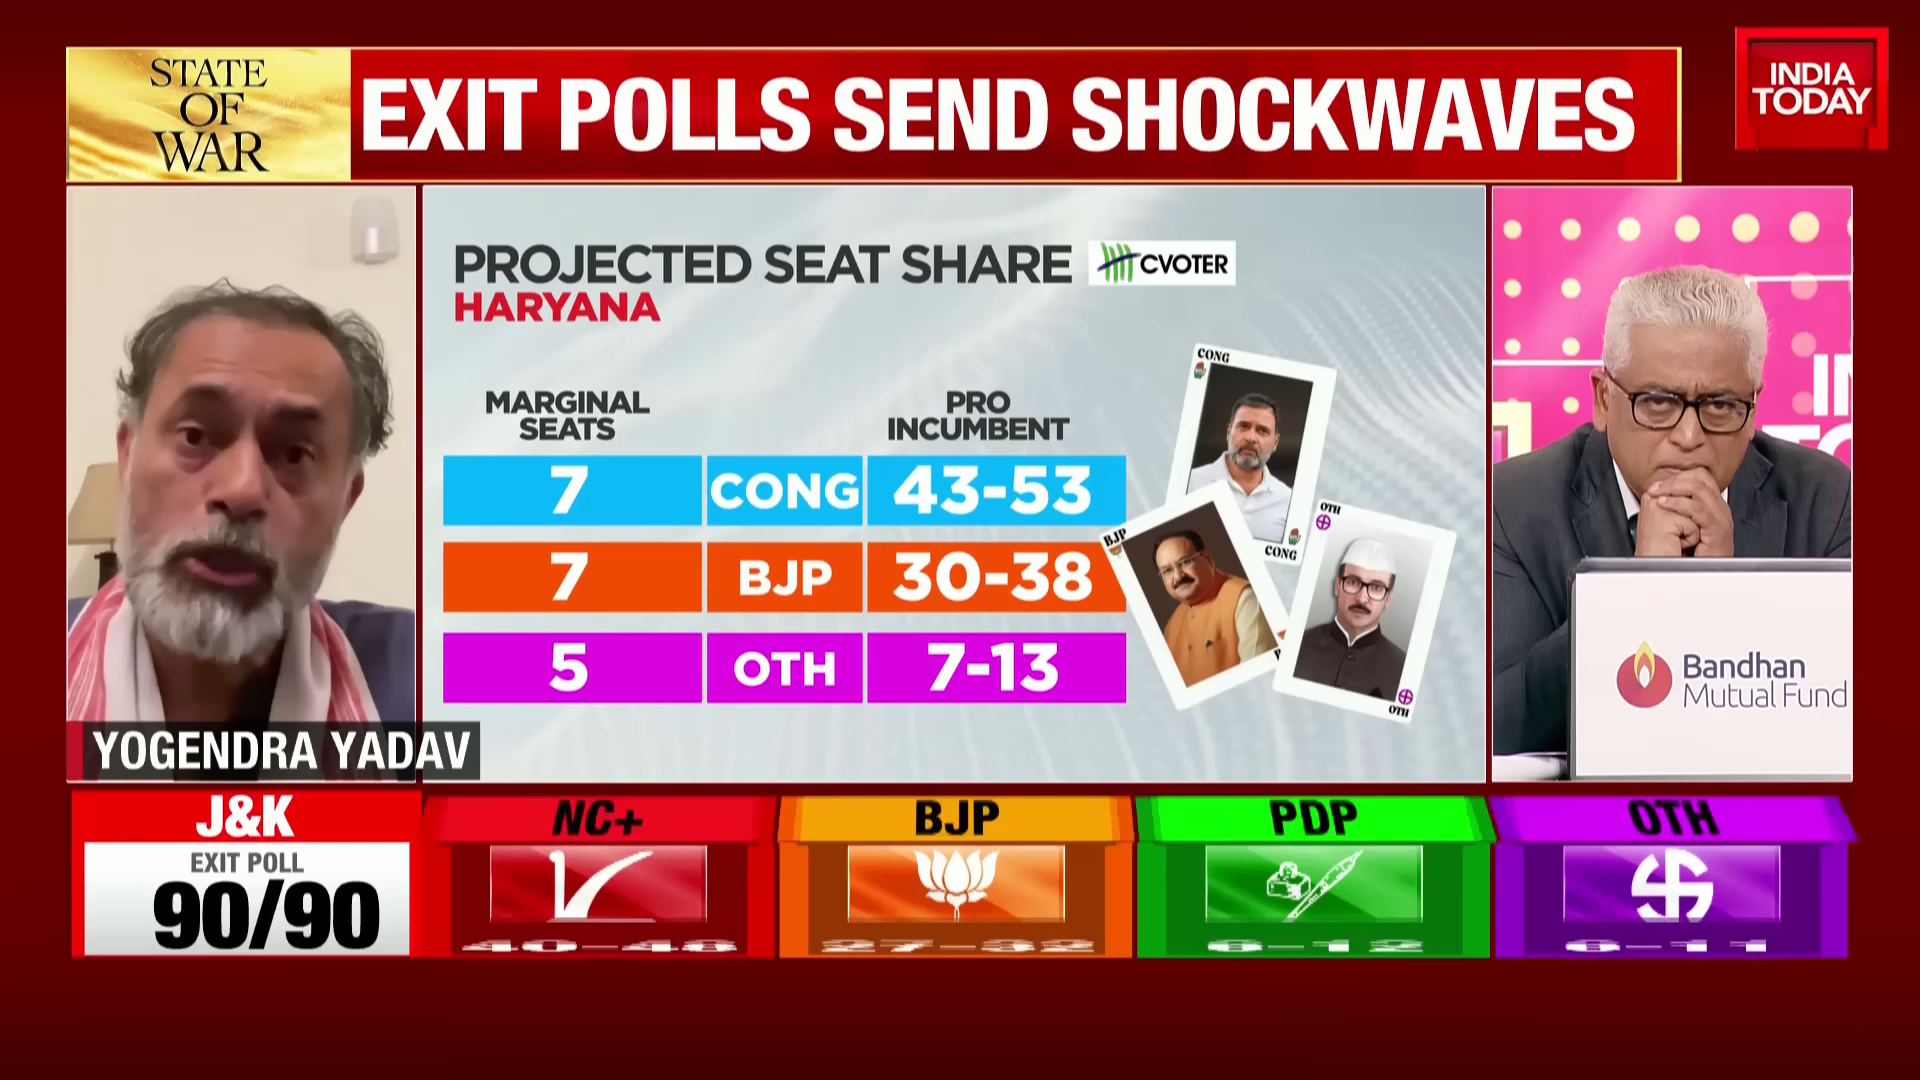 STATE
OF
WAR
EXIT POLLS SEND SHOCKWAVES
INDIA
TODAY
PROJECTED SEAT SHARE
CVOTER
HARYANA
MARGINAL
SEATS
PRO
INCUMBENT
7 CONG 43-53
7 BJP 30-38
5 OTH 7-13
CONG
CONG
BJP
OTH
OTH
Bandhan
Mutual Fund
YOGENDRA YADAV
J&K
EXIT POLL
90/90
NC+
BJP
PDP
OTH